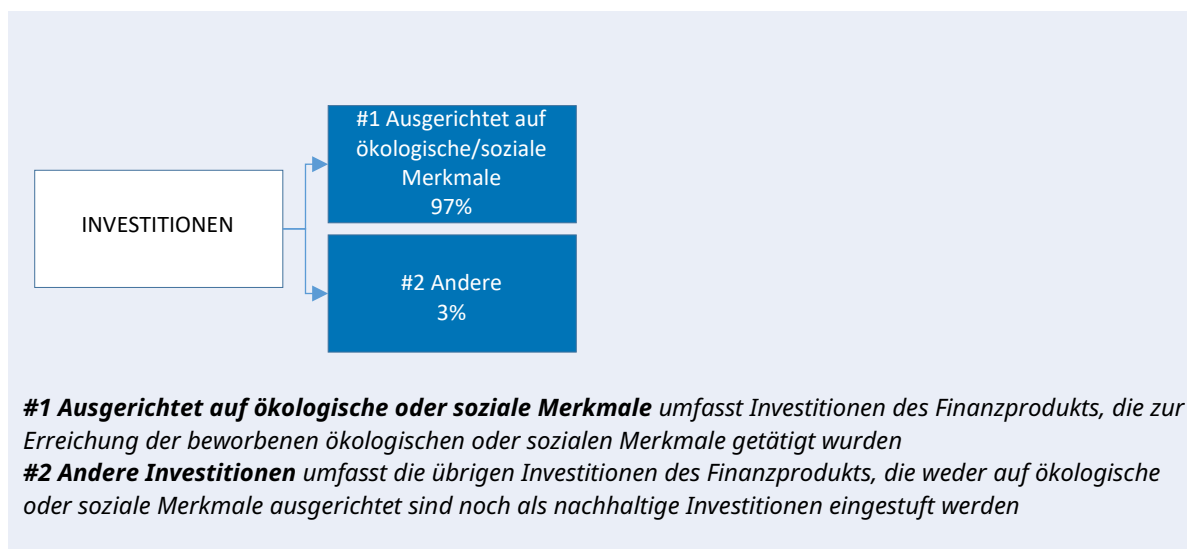 #1 Ausgerichtet auf
ökologische/soziale
Merkmale
97%
INVESTITIONEN
#2 Andere
3%
#1 Ausgerichtet auf ökologische oder soziale Merkmale umfasst Investitionen des Finanzprodukts, die zur
Erreichung der beworbenen ökologischen oder sozialen Merkmale getätigt wurden
#2 Andere Investitionen umfasst die übrigen Investitionen des Finanzprodukts, die weder auf ökologische
oder soziale Merkmale ausgerichtet sind noch als nachhaltige Investitionen eingestuft werden